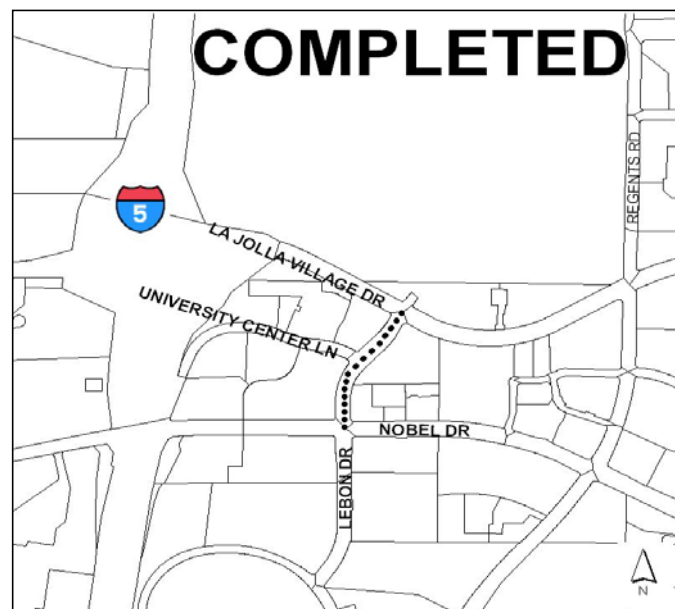 COMPLETED
REGENTS RD
5
LA JOLLA VILLAGE DR
UNIVERSITY CENTER LN
NOBEL DR
LEBON DR
N